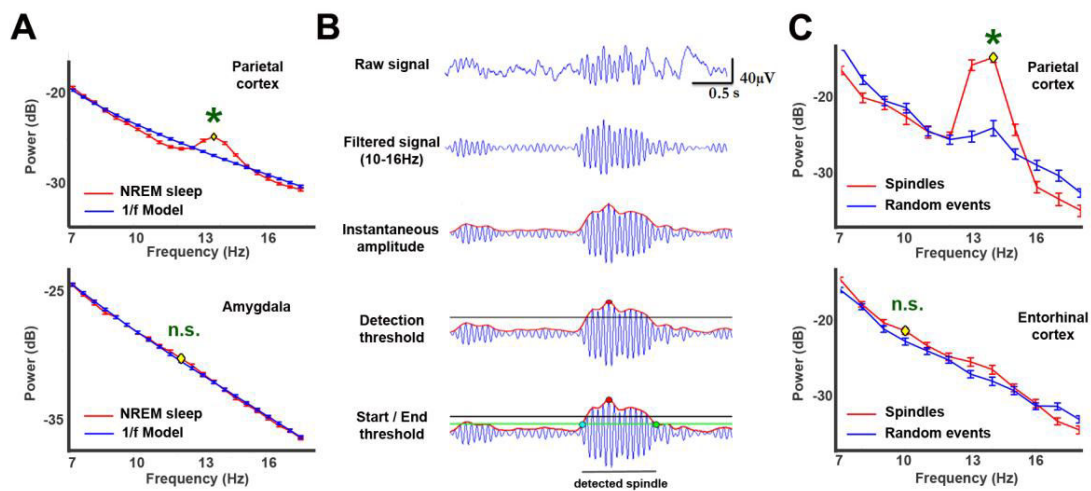 A
-20
-30
Power (dB)
Parietal
cortex
*
NREM sleep
1/f Model
7
10
13
16
Frequency (Hz)
-25
-35
Power (dB)
Amygdala
n.s.
NREM sleep
1/f Model
7
10
13
16
Frequency (Hz)
B
Raw signal
40µV
0.5 s
Filtered signal
(10-16Hz)
Instantaneous
amplitude
Detection
threshold
Start / End
threshold
detected spindle
C
*
Parietal
cortex
-20
-30
Power (dB)
Spindles
Random events
7
10
13
16
Frequency (Hz)
n.s.
Entorhinal
cortex
-20
-30
Power (dB)
Spindles
Random events
7
10
13
16
Frequency (Hz)